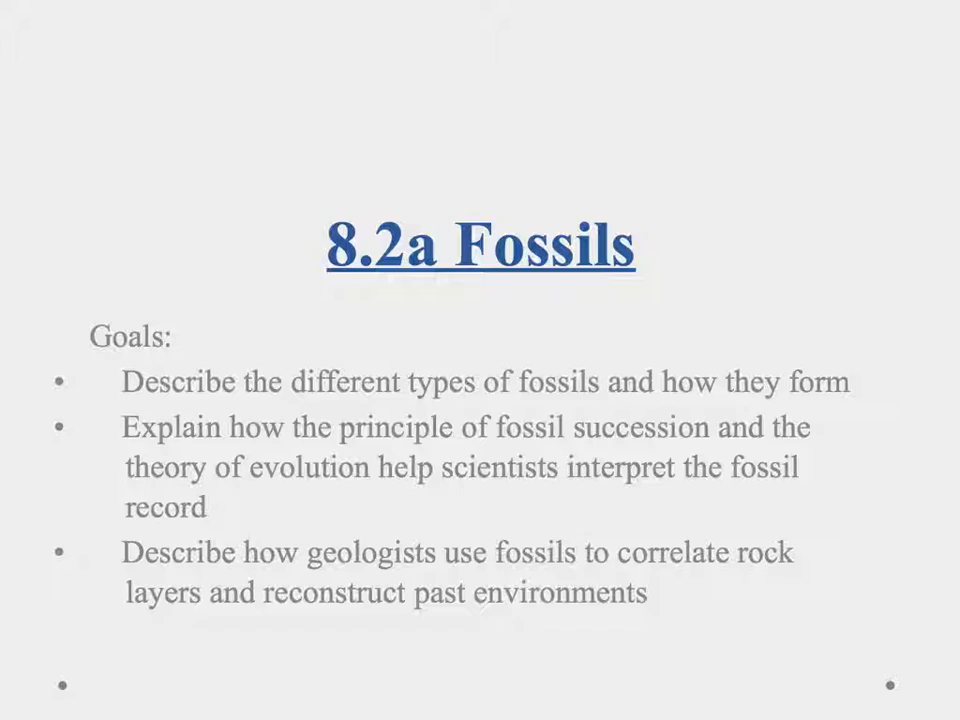 8.2a Fossils
Goals:
• Describe the different types of fossils and how they form
• Explain how the principle of fossil succession and the
theory of evolution help scientists interpret the fossil
record
• Describe how geologists use fossils to correlate rock
layers and reconstruct past environments